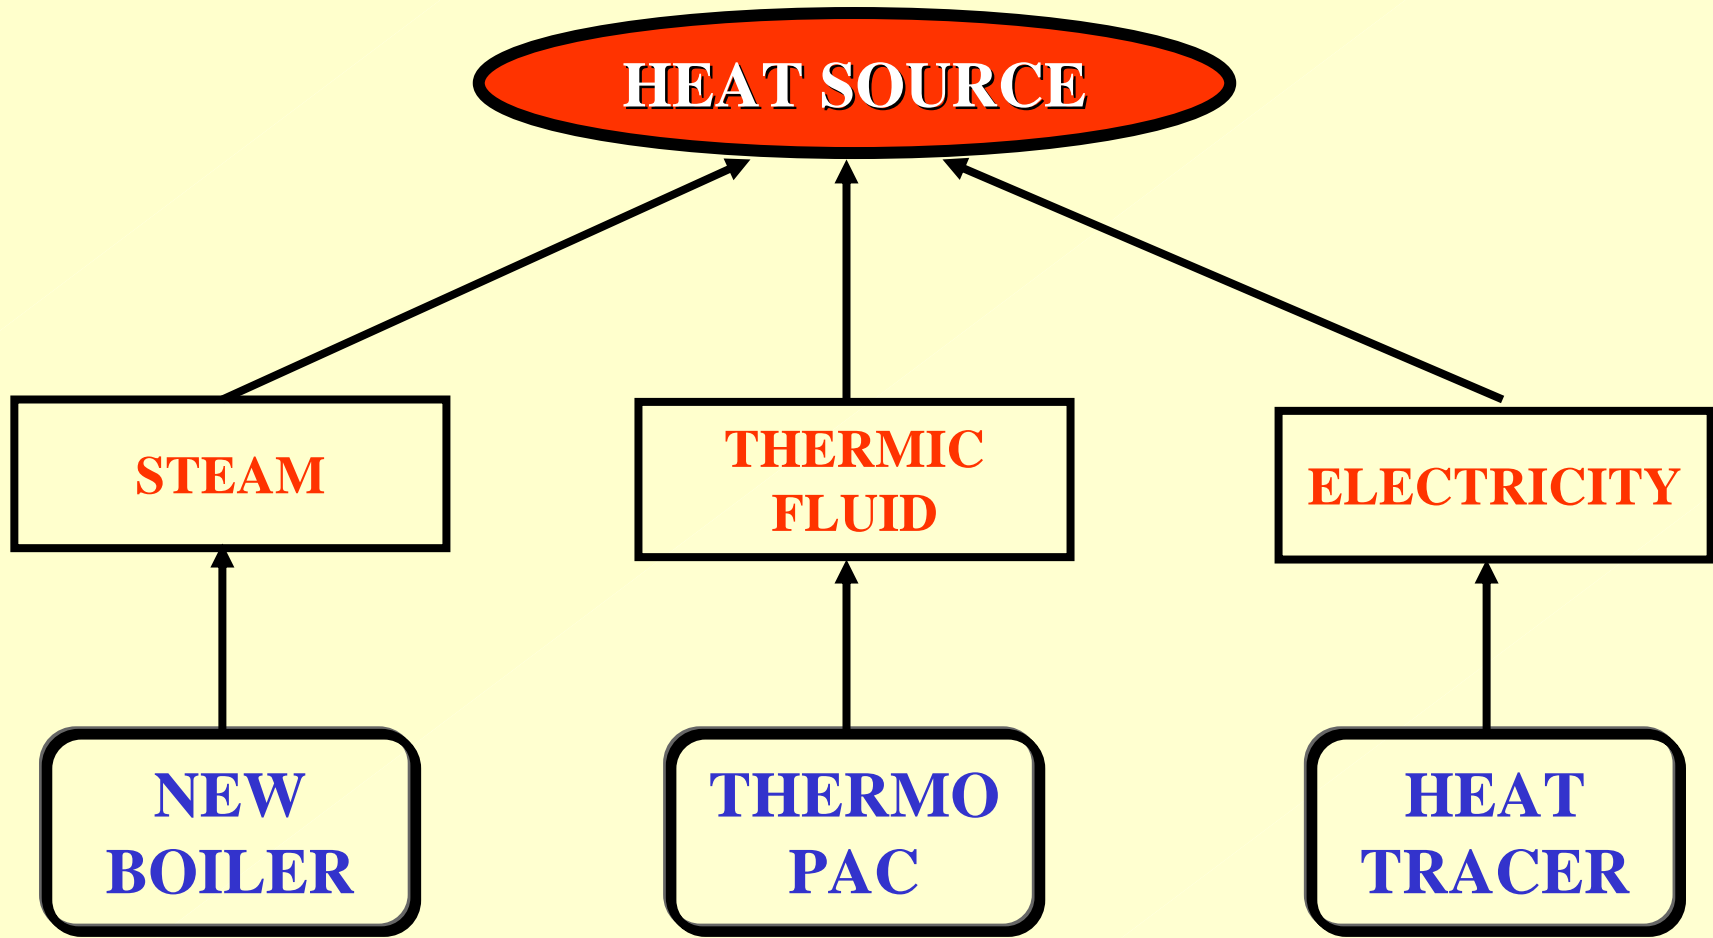 HEAT SOURCE
STEAM
THERMIC
FLUID
ELECTRICITY
NEW
BOILER
THERMO
PAC
HEAT
TRACER